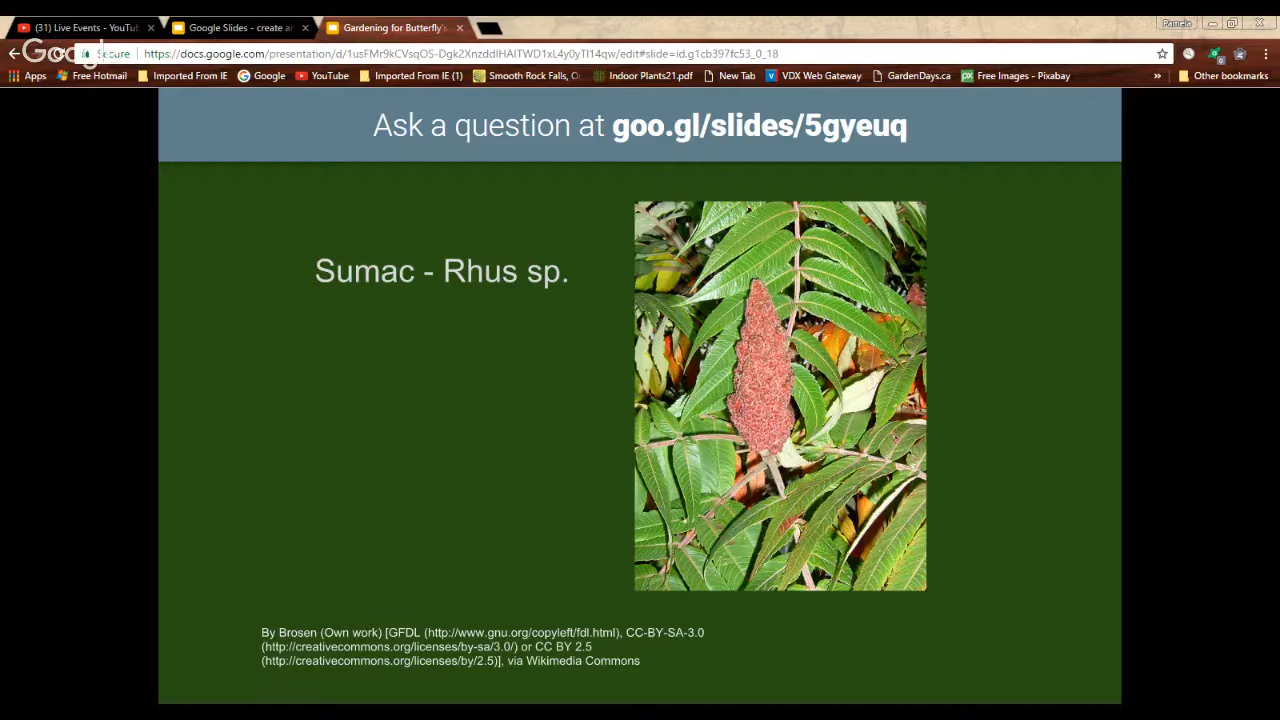 (31) Live Events - YouTub
Google Slides - create an
Gardening for Butterfly's
Pamela
Goog
Secure
https://docs.google.com/presentation/d/1usFMr9kCVsqOS-Dgk2XnzddIHAITWD1xL4y0yTI14qw/edit#slide=id.g1cb397fc53_0_18
Apps Free Hotmail Imported From IE Google YouTube Imported From IE (1) Smooth Rock Falls, O Indoor Plants21.pdf New Tab VDX Web Gateway GardenDays.ca Free Images - Pixabay » Other bookmarks
Ask a question at goo.gl/slides/5gyeuq
Sumac - Rhus sp.
By Brosen (Own work) [GFDL (http://www.gnu.org/copyleft/fdl.html), CC-BY-SA-3.0
(http://creativecommons.org/licenses/by-sa/3.0/) or CC BY 2.5
(http://creativecommons.org/licenses/by/2.5)], via Wikimedia Commons